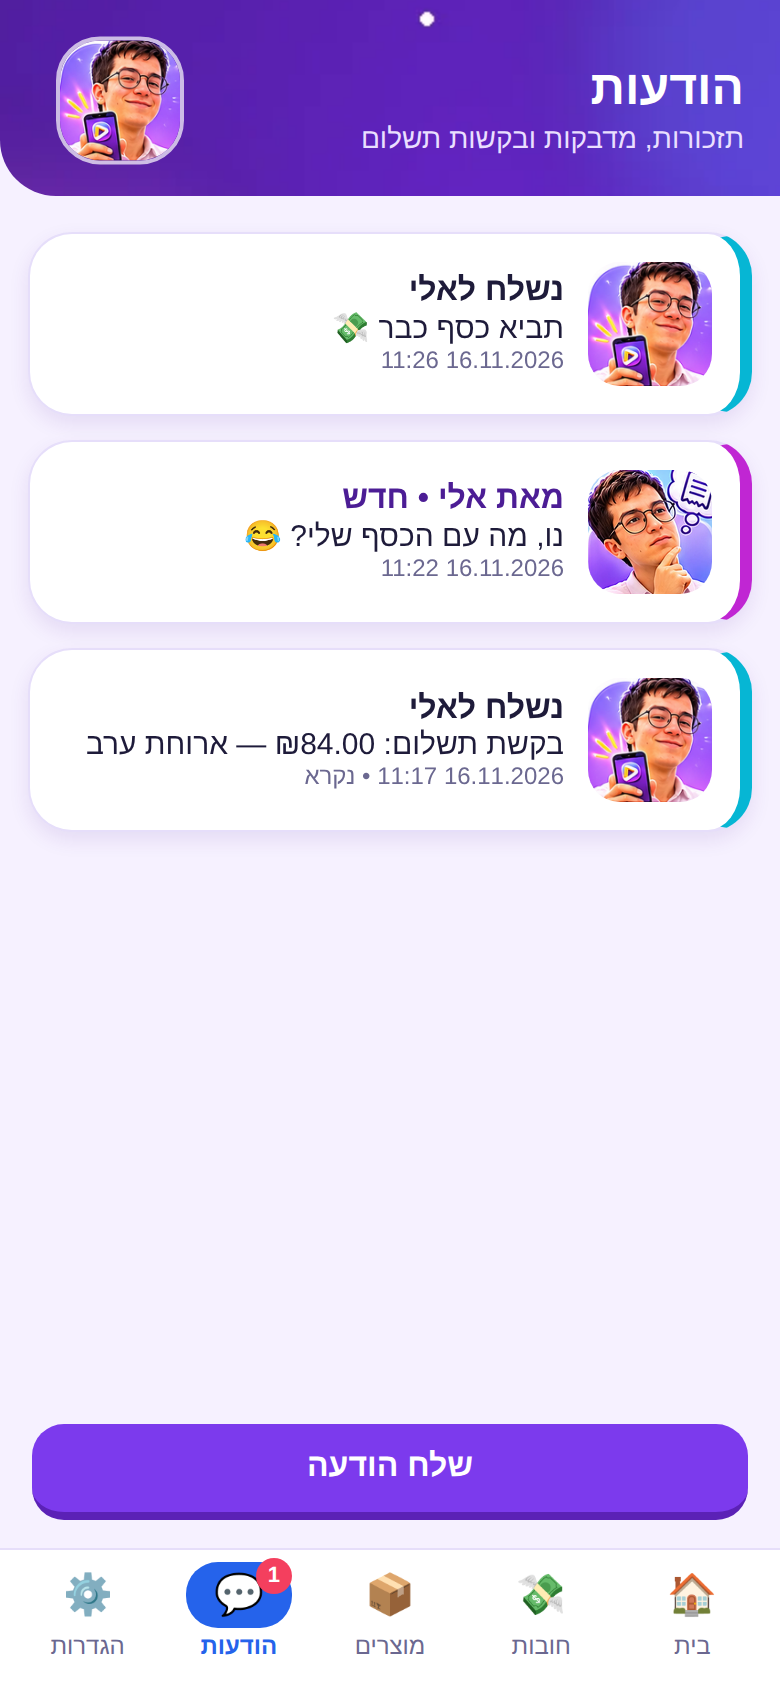 הודעות
תזכורות, מדבקות ובקשות תשלום
נשלח לאלי
תביא כסף כבר 💸
16.11.2026 11:26
מאת אלי • חדש
נו, מה עם הכסף שלי? 😂
16.11.2026 11:22
נשלח לאלי
בקשת תשלום: ₪84.00 — ארוחת ערב
16.11.2026 11:17 • נקרא
שלח הודעה
1
בית
חובות
מוצרים
הודעות
הגדרות